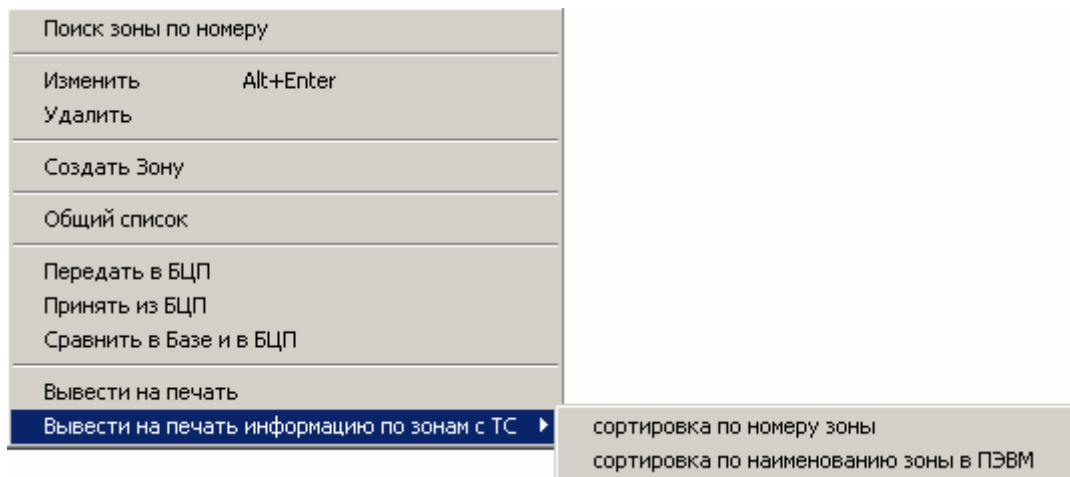 Поиск зоны по номеру
Изменить Alt+Enter
Удалить
Создать Зону
Общий список
Передать в БЦП
Принять из БЦП
Сравнить в Базе и в БЦП
Вывести на печать
Вывести на печать информацию по зонам с ТС
сортировка по номеру зоны
сортировка по наименованию зоны в ПЭВМ